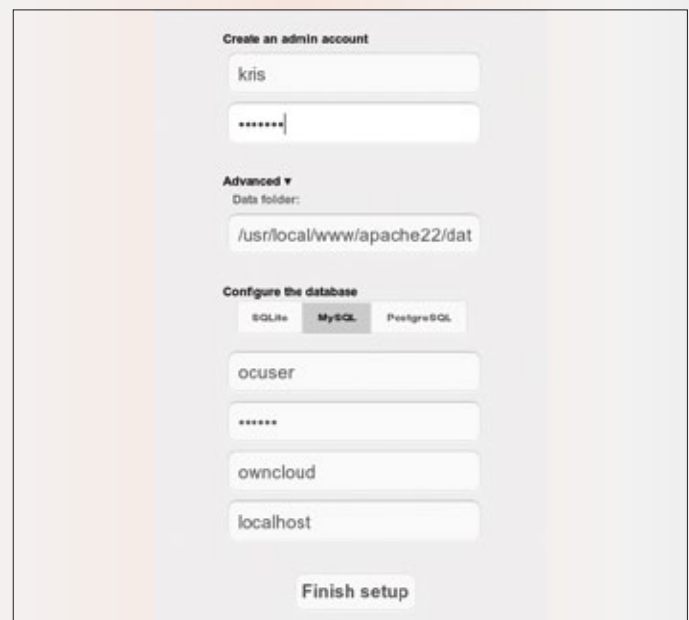 Create an admin account
kris
•••••••
Advanced ▾
Data folder:
/usr/local/www/apache22/dat
Configure the database
SQLite MySQL PostgreSQL
ocuser
••••••
owncloud
localhost
Finish setup